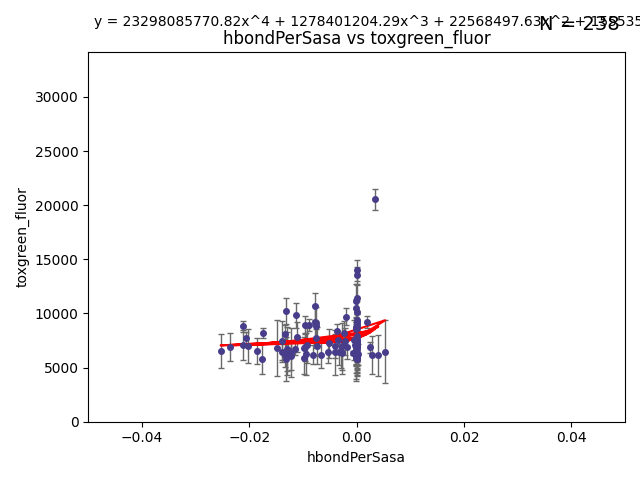 y = 23298085770.82x^4 + 1278401204.29x^3 + 22568497.63x^2 +
N = 238
hbondPerSasa vs toxgreen_fluor
30000
25000
20000
15000
10000
5000
0
toxgreen_fluor
−0.04 −0.02 0.00 0.02 0.04
hbondPerSasa